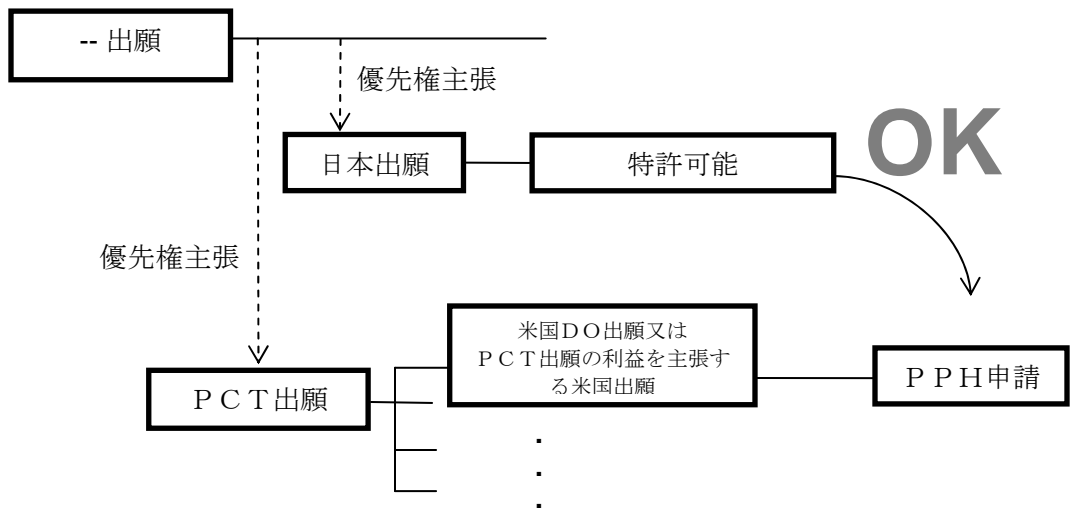 -- 出願
優先権主張
OK
日本出願
特許可能
優先権主張
米国ＤＯ出願又は
ＰＣＴ出願の利益を主張す
る米国出願
ＰＰＨ申請
ＰＣＴ出願